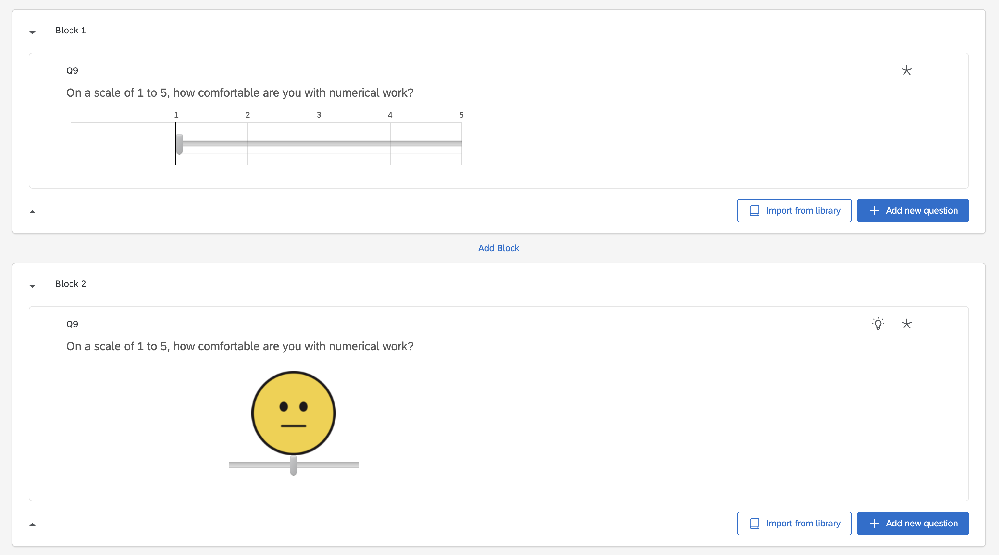 Block 1
Q9
On a scale of 1 to 5, how comfortable are you with numerical work?
1 2 3 4 5
Import from library
Add new question
Add Block
Block 2
Q9
On a scale of 1 to 5, how comfortable are you with numerical work?
Import from library
Add new question